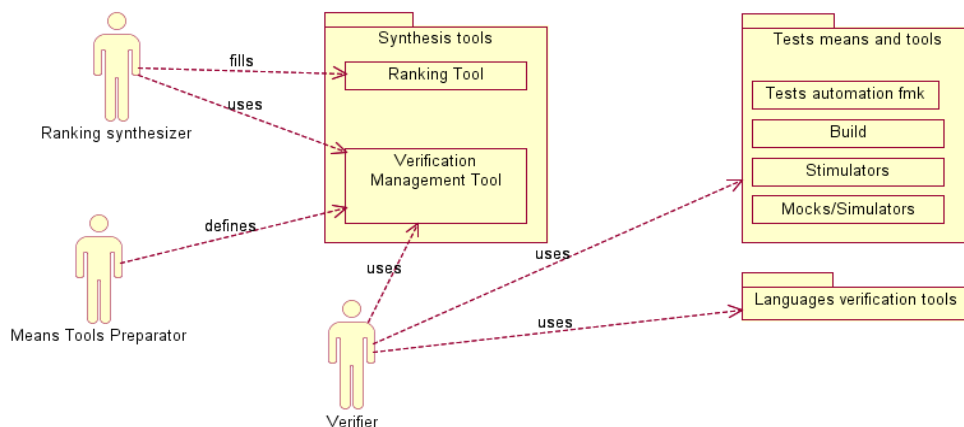 Synthesis tools
Tests means and tools
fills
Ranking Tool
Tests automation fmk
uses
Ranking synthesizer
Build
Verification
Management Tool
Stimulators
Mocks/Simulators
defines
uses
uses
Languages verification tools
uses
Means Tools Preparator
Verifier